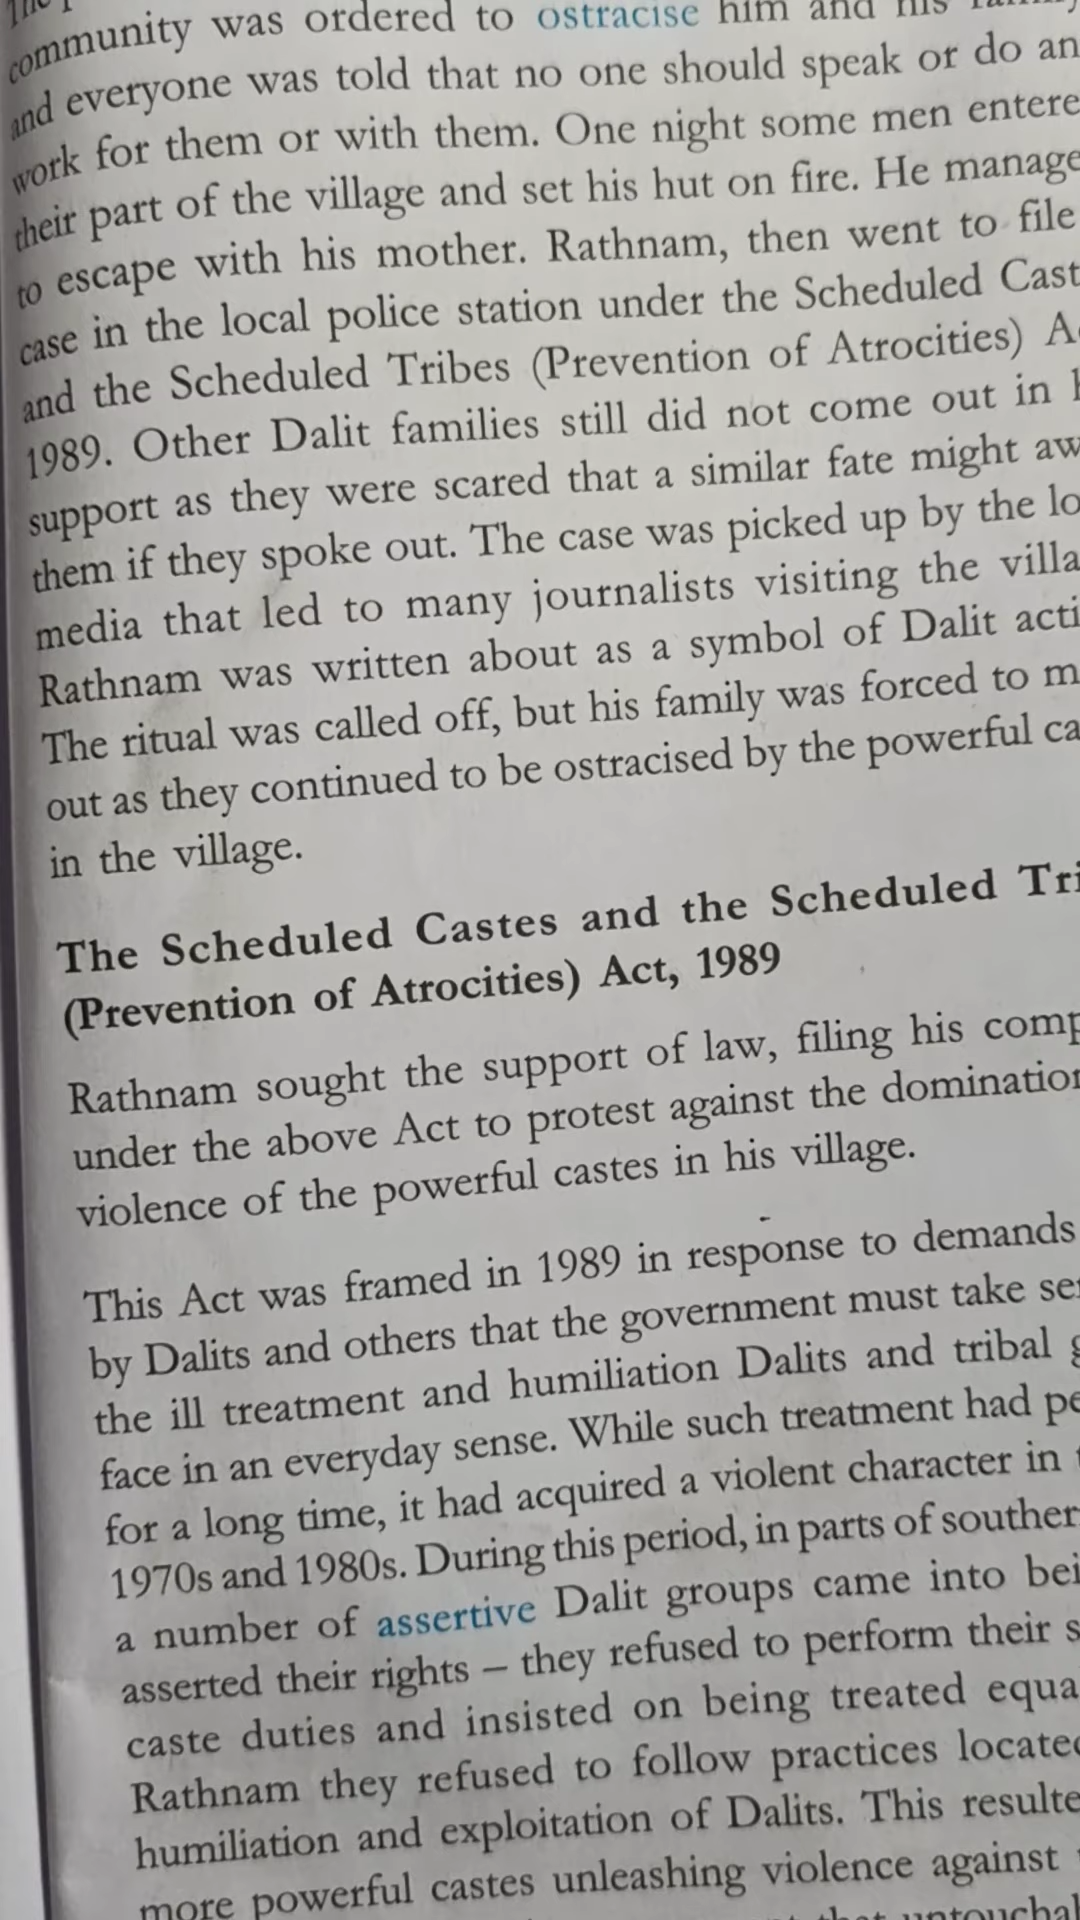 community was ordered to ostracise him and his
and everyone was told that no one should speak or do an
work for them or with them. One night some men entere
their part of the village and set his hut on fire. He manage
to escape with his mother. Rathnam, then went to file
case in the local police station under the Scheduled Cast
and the Scheduled Tribes (Prevention of Atrocities) A
1989. Other Dalit families still did not come out in
support as they were scared that a similar fate might aw
them if they spoke out. The case was picked up by the lo
media that led to many journalists visiting the villa
Rathnam was written about as a symbol of Dalit acti
The ritual was called off, but his family was forced to m
out as they continued to be ostracised by the powerful ca
in the village.
The Scheduled Castes and the Scheduled Tri
(Prevention of Atrocities) Act, 1989
Rathnam sought the support of law, filing his comp
under the above Act to protest against the domination
violence of the powerful castes in his village.
This Act was framed in 1989 in response to demands
by Dalits and others that the government must take ser
the ill treatment and humiliation Dalits and tribal g
face in an everyday sense. While such treatment had pe
for a long time, it had acquired a violent character in
1970s and 1980s. During this period, in parts of souther
a number of assertive Dalit groups came into bei
asserted their rights – they refused to perform their s
caste duties and insisted on being treated equa
Rathnam they refused to follow practices located
humiliation and exploitation of Dalits. This resulte
more powerful castes unleashing violence against